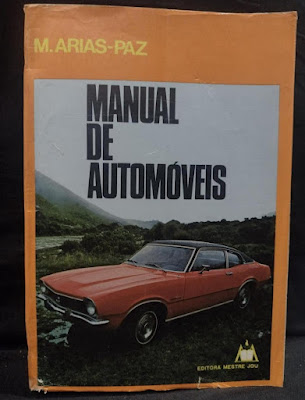 M. ARIAS-PAZ
MANUAL
DE
AUTOMÓVEIS
EDITORA MESTRE JOU